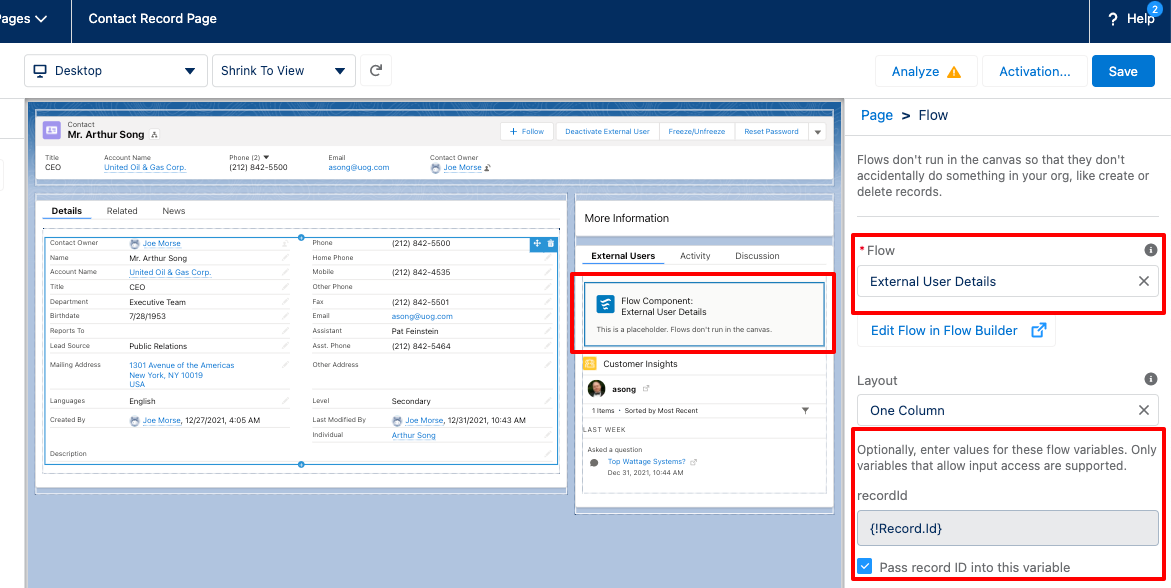 Pages
Contact Record Page
? Help
2
Desktop
Shrink To View
Analyze
Activation...
Save
Contact
Mr. Arthur Song
+ Follow
Deactivate External User
Freeze/Unfreeze
Reset Password
Title
CEO
Account Name
United Oil & Gas Corp.
Phone (2)
(212) 842-5500
Email
asong@uog.com
Contact Owner
Joe Morse
Details
Related
News
Contact Owner
Joe Morse
Phone
(212) 842-5500
Name
Mr. Arthur Song
Home Phone
Account Name
United Oil & Gas Corp.
Mobile
(212) 842-4535
Title
CEO
Other Phone
Department
Executive Team
Fax
(212) 842-5501
Birthdate
7/28/1953
Email
asong@uog.com
Reports To
Assistant
Pat Feinstein
Lead Source
Public Relations
Asst. Phone
(212) 842-5464
Mailing Address
1301 Avenue of the Americas
New York, NY 10019
USA
Other Address
Languages
English
Level
Secondary
Created By
Joe Morse, 12/27/2021, 4:05 AM
Last Modified By
Joe Morse, 12/31/2021, 10:43 AM
Individual
Arthur Song
Description
More Information
External Users
Activity
Discussion
Flow Component:
External User Details
This is a placeholder. Flows don't run in the canvas.
Customer Insights
asong
1 Items • Sorted by Most Recent
LAST WEEK
Asked a question
Top Wattage Systems?
Dec 31, 2021, 10:44 AM
Page > Flow
Flows don't run in the canvas so that they don't
accidentally do something in your org, like create or
delete records.
* Flow
External User Details
Edit Flow in Flow Builder
Layout
One Column
Optionally, enter values for these flow variables. Only
variables that allow input access are supported.
recordId
{!Record.Id}
Pass record ID into this variable